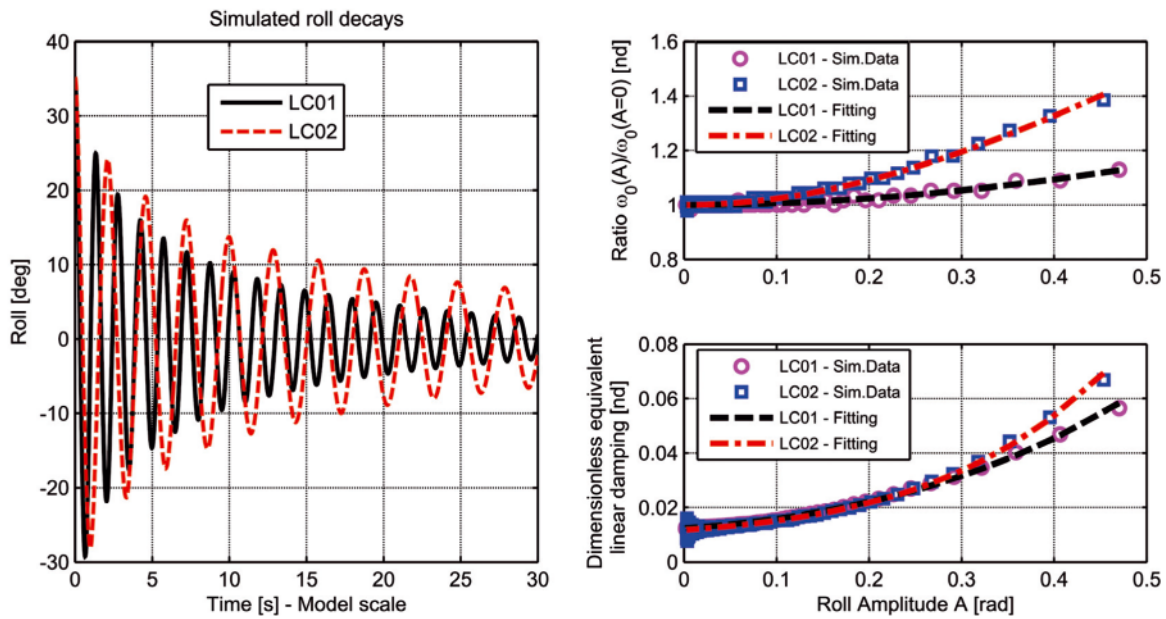 Simulated roll decays
40
30
20
10
0
-10
-20
-30
0
5
10
15
20
25
30
Roll [deg]
Time [s] - Model scale
LC01
LC02
1.6
1.4
1.2
1
0.8
0
0.1
0.2
0.3
0.4
0.5
Ratio ω0(A)/ω0(A=0) [nd]
LC01 - Sim.Data
LC02 - Sim.Data
LC01 - Fitting
LC02 - Fitting
0.08
0.06
0.04
0.02
0
0
0.1
0.2
0.3
0.4
0.5
Dimensionless equivalent
linear damping [nd]
Roll Amplitude A [rad]
LC01 - Sim.Data
LC02 - Sim.Data
LC01 - Fitting
LC02 - Fitting